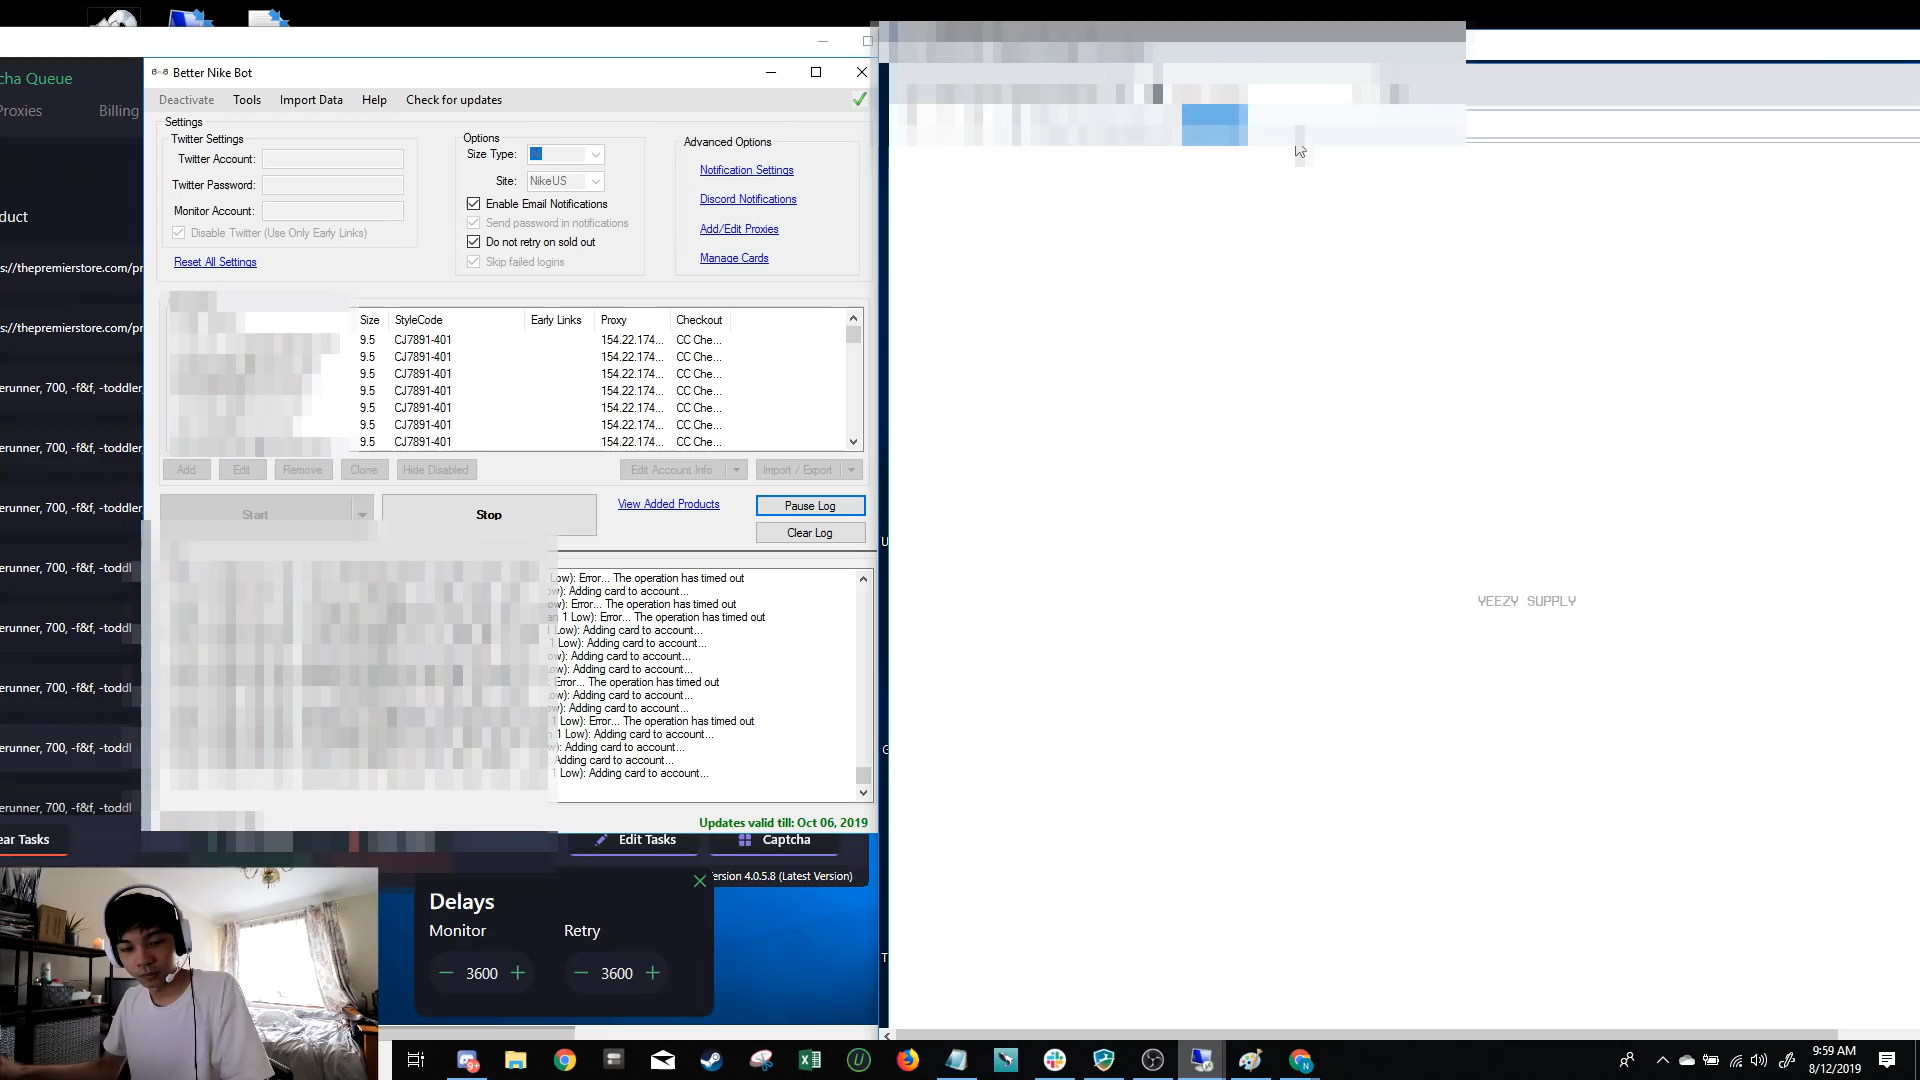 cha Queue
Proxies
Billing
duct
s://thepremierstore.com/pr
s://thepremierstore.com/pr
erunner, 700, -f&f, -toddler,
erunner, 700, -f&f, -toddler,
erunner, 700, -f&f, -toddler,
erunner, 700, -f&f, -toddl
erunner, 700, -f&f, -toddl
erunner, 700, -f&f, -toddl
erunner, 700, -f&f, -toddl
erunner, 700, -f&f, -toddl
ear Tasks
Better Nike Bot
Deactivate Tools Import Data Help Check for updates
Settings
Twitter Settings
Twitter Account:
Twitter Password:
Monitor Account:
Disable Twitter (Use Only Early Links)
Reset All Settings
Options
Size Type:
Site: NikeUS
Enable Email Notifications
Send password in notifications
Do not retry on sold out
Skip failed logins
Advanced Options
Notification Settings
Discord Notifications
Add/Edit Proxies
Manage Cards
Size StyleCode Early Links Proxy Checkout
9.5 CJ7891-401 154.22.174... CC Che...
9.5 CJ7891-401 154.22.174... CC Che...
9.5 CJ7891-401 154.22.174... CC Che...
9.5 CJ7891-401 154.22.174... CC Che...
9.5 CJ7891-401 154.22.174... CC Che...
9.5 CJ7891-401 154.22.174... CC Che...
9.5 CJ7891-401 154.22.174... CC Che...
Add Edit Remove Clone Hide Disabled Edit Account Info Import / Export
Start Stop View Added Products Pause Log
Clear Log
Low): Error... The operation has timed out
ow): Adding card to account...
w): Error... The operation has timed out
n 1 Low): Error... The operation has timed out
Low): Adding card to account...
1 Low): Adding card to account...
ow): Adding card to account...
w): Adding card to account...
Error... The operation has timed out
ow): Adding card to account...
w): Adding card to account...
1 Low): Error... The operation has timed out
n 1 Low): Adding card to account...
w): Adding card to account...
: Adding card to account...
1 Low): Adding card to account...
Updates valid till: Oct 06, 2019
Edit Tasks Captcha
ersion 4.0.5.8 (Latest Version)
Delays
Monitor Retry
3600 3600
YEEZY SUPPLY
9:59 AM
8/12/2019